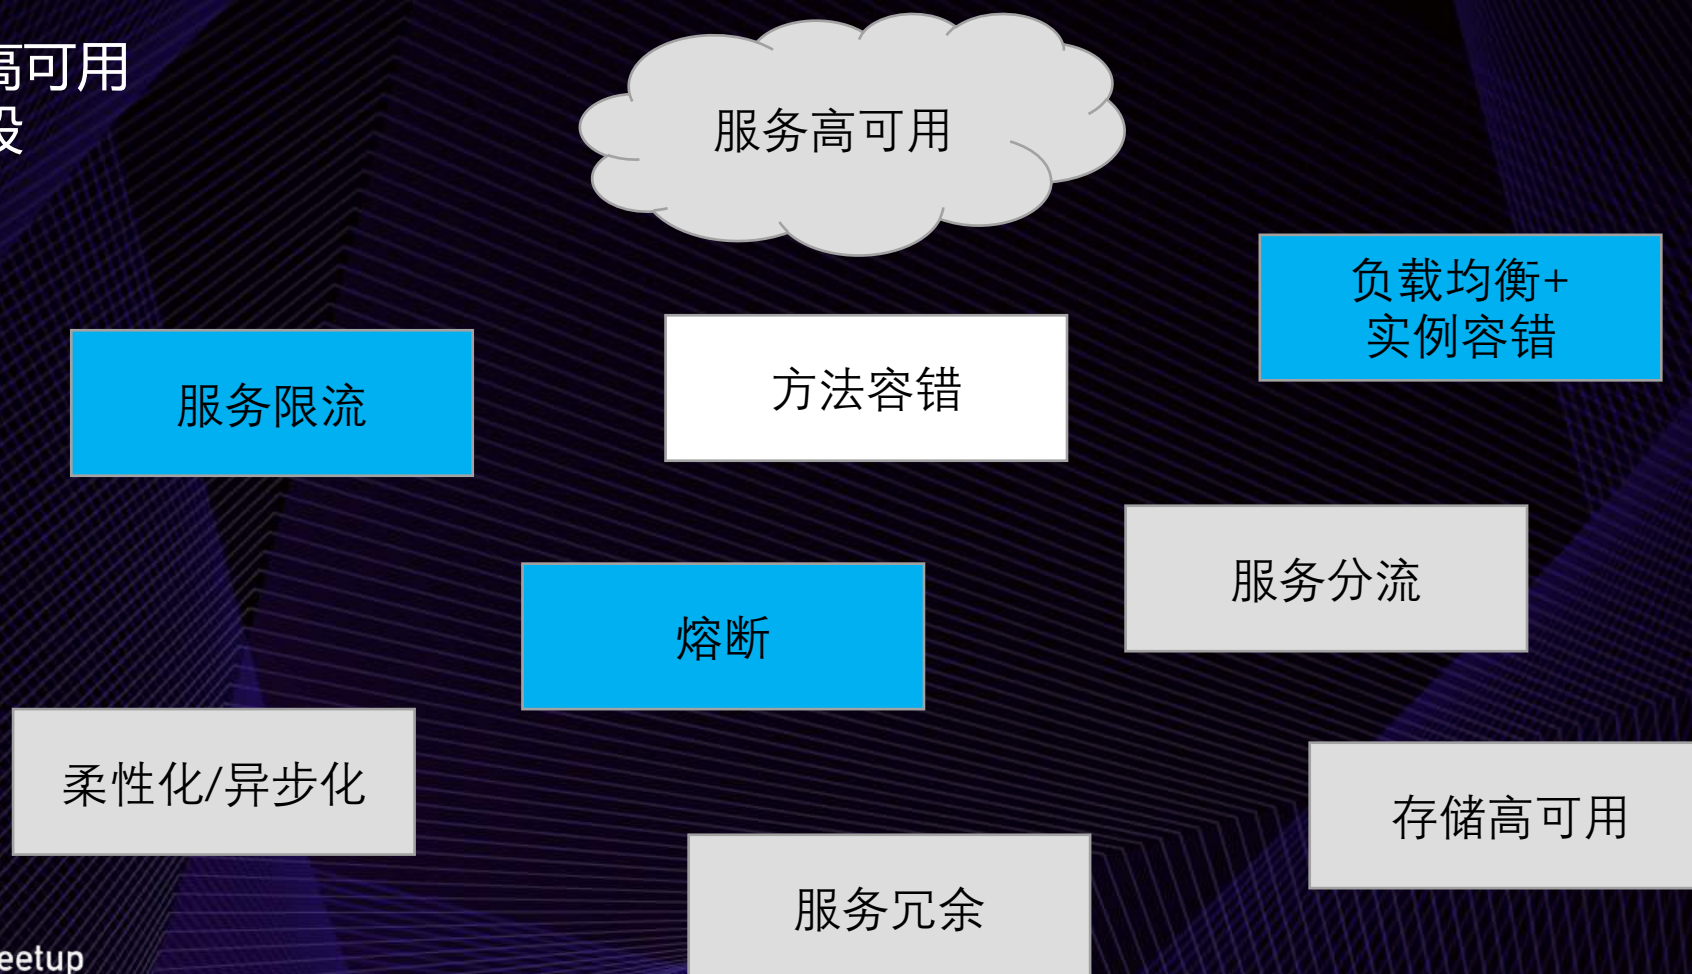 高可用
设
服务高可用
负载均衡+
实例容错
服务限流
方法容错
服务分流
熔断
柔性化/异步化
存储高可用
服务冗余
eetup